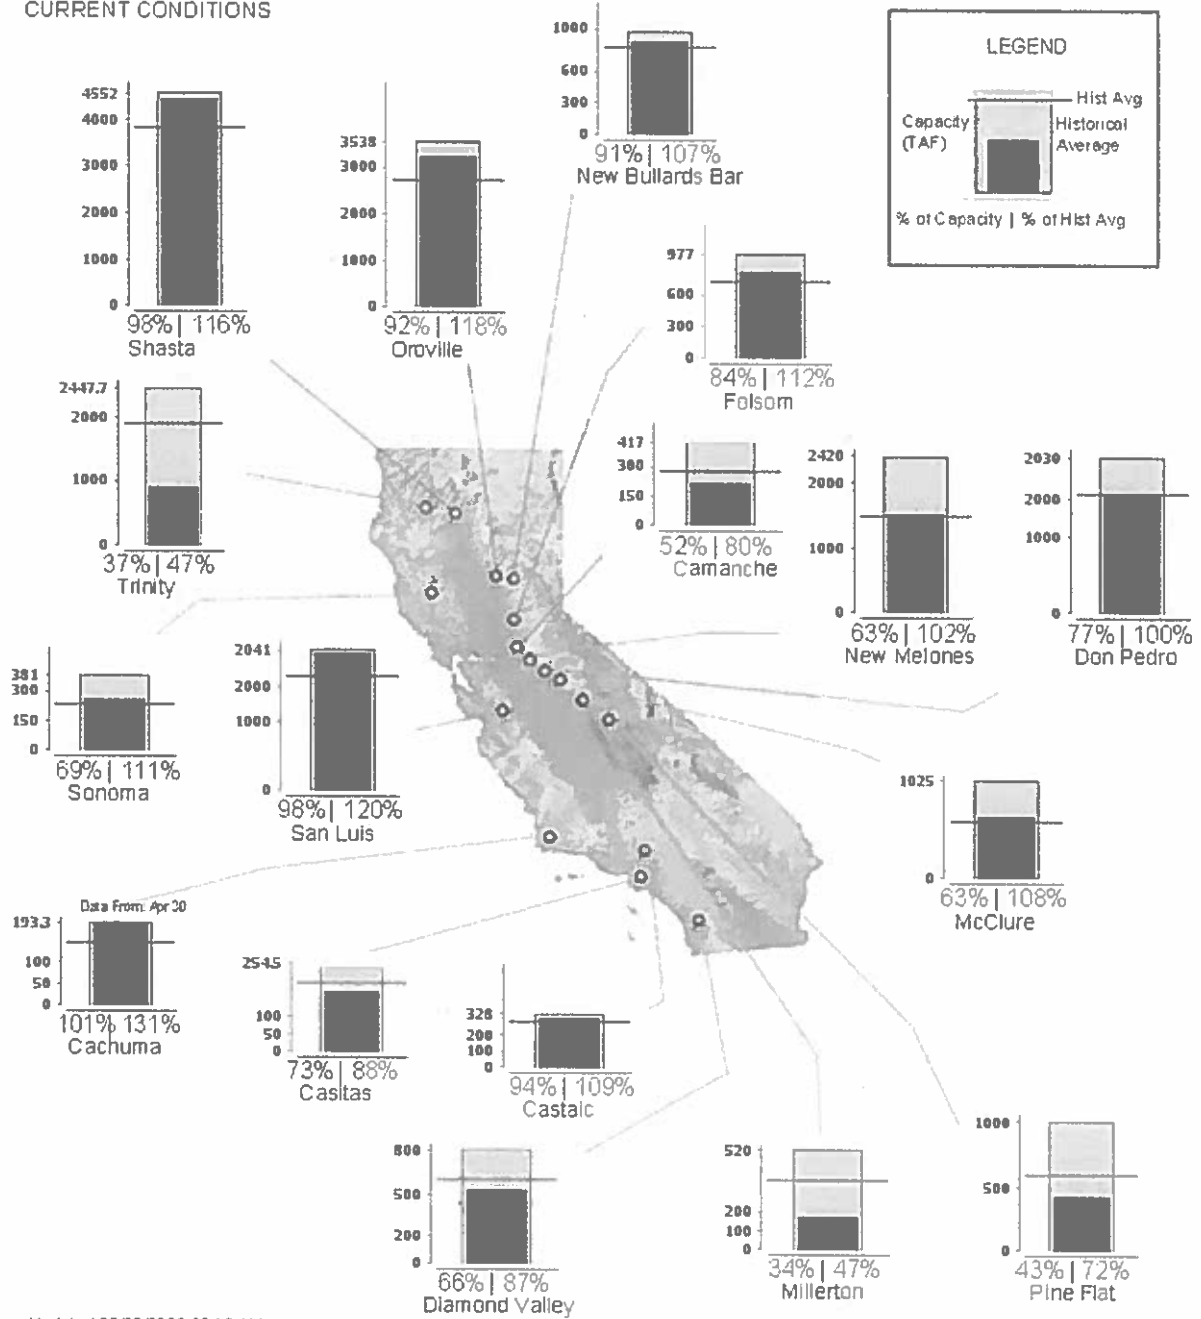 CURRENT CONDITIONS
LEGEND
Hist Avg
Capacity
(TAF)
Historical
Average
% of Capacity | % of Hist Avg
4552
4000
3000
2000
1000
0
98% | 116%
Shasta
3538
3000
2000
1000
0
92% | 118%
Oroville
1000
600
300
0
91% | 107%
New Bullards Bar
977
600
300
0
84% | 112%
Folsom
2447.7
2000
1000
0
37% | 47%
Trinity
417
300
150
0
52% | 80%
Camanche
2420
2000
1000
0
63% | 102%
New Melones
2030
2000
1000
0
77% | 100%
Don Pedro
381
300
150
0
69% | 111%
Sonoma
2041
2000
1000
0
98% | 120%
San Luis
1025
0
63% | 108%
McClure
Data From: Apr 30
193.3
100
50
0
101% 131%
Cachuma
254.5
100
50
0
73% | 88%
Casitas
328
200
100
0
94% | 109%
Castaic
800
500
200
0
66% | 87%
Diamond Valley
520
200
100
0
34% | 47%
Millerton
1000
500
0
43% | 72%
Pine Flat